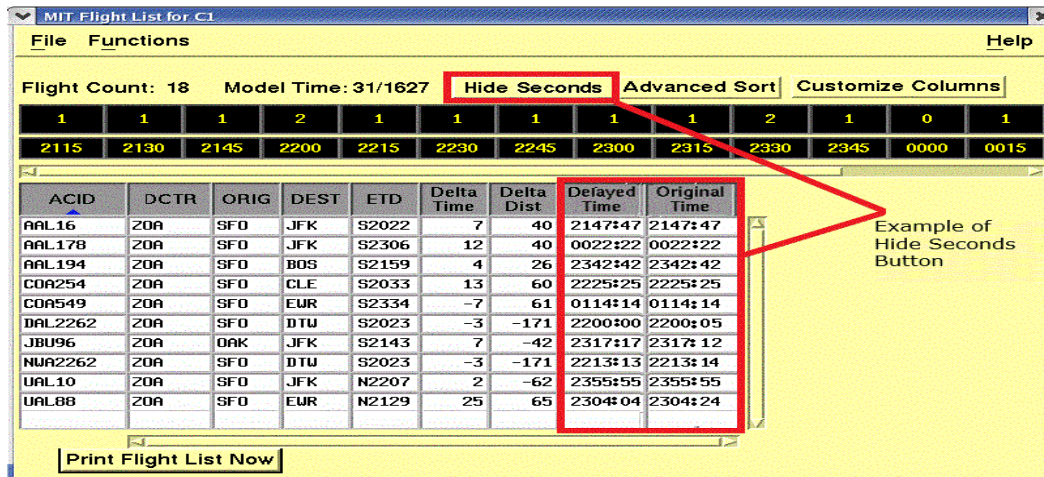 MIT Flight List for C1
File Functions Help
Flight Count: 18 Model Time: 31/1627 Hide Seconds Advanced Sort Customize Columns
1 1 1 2 1 1 1 1 1 2 1 0 1
2115 2130 2145 2200 2215 2230 2245 2300 2315 2330 2345 0000 0015
ACID DCTR ORIG DEST ETD Delta Time Delta Dist Delayed Time Original Time
AAL16 ZOA SFO JFK S2022 7 40 2147:47 2147:47
AAL178 ZOA SFO JFK S2306 12 40 0022:22 0022:22
AAL194 ZOA SFO BOS S2159 4 26 2342:42 2342:42
COA254 ZOA SFO CLE S2033 13 60 2225:25 2225:25
COA549 ZOA SFO EWR S2334 -7 61 0114:14 0114:14
DAL2262 ZOA SFO DTW S2023 -3 -171 2200:00 2200:05
JBU96 ZOA OAK JFK S2143 7 -42 2317:17 2317:12
NWA2262 ZOA SFO DTW S2023 -3 -171 2213:13 2213:14
UAL10 ZOA SFO JFK N2207 2 -62 2355:55 2355:55
UAL88 ZOA SFO EWR N2129 25 65 2304:04 2304:24
Example of
Hide Seconds
Button
Print Flight List Now